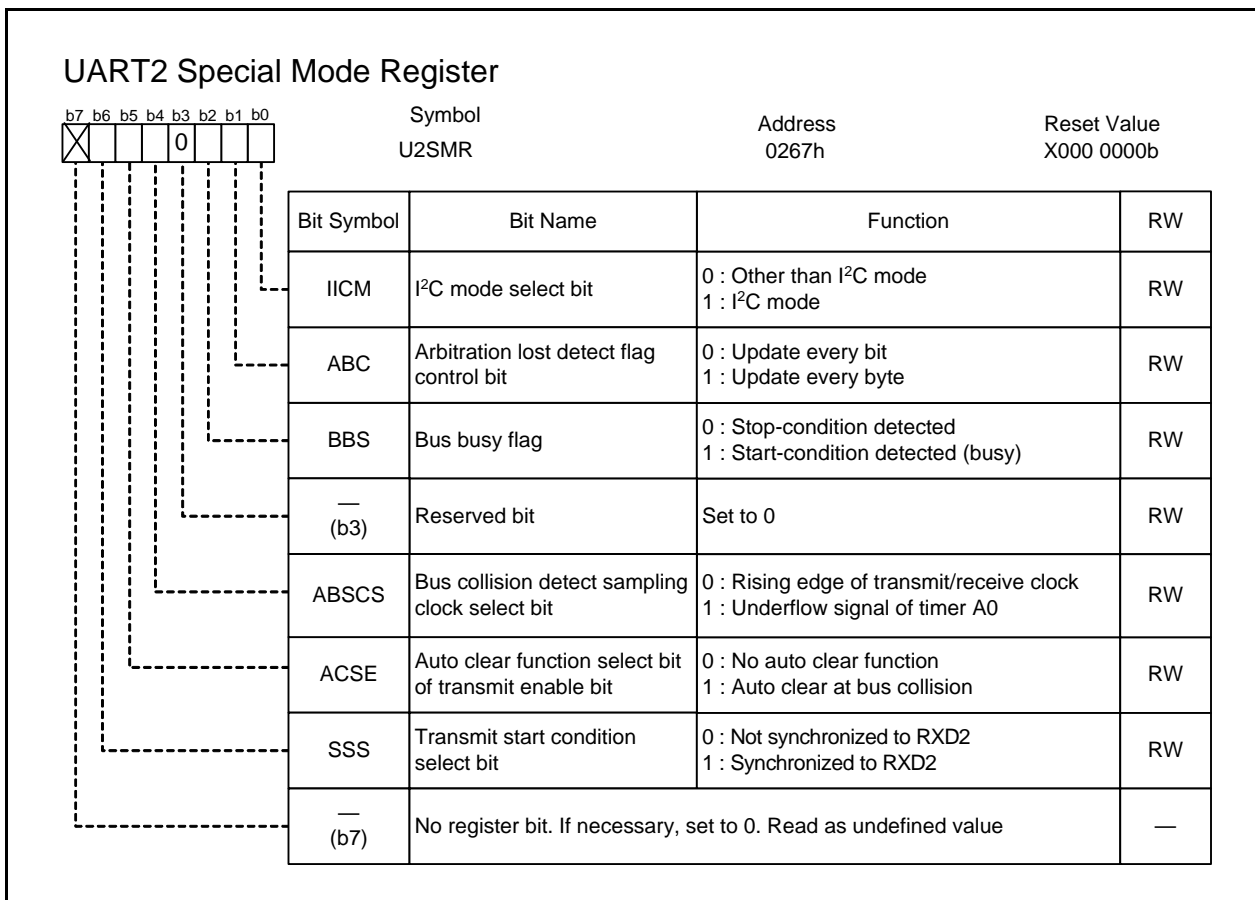 UART2 Special Mode Register
b7 b6 b5 b4 b3 b2 b1 b0
0
Symbol
U2SMR
Address
0267h
Reset Value
X000 0000b
Bit Symbol Bit Name Function RW
IICM I²C mode select bit 0 : Other than I²C mode
1 : I²C mode RW
ABC Arbitration lost detect flag
control bit 0 : Update every bit
1 : Update every byte RW
BBS Bus busy flag 0 : Stop-condition detected
1 : Start-condition detected (busy) RW
—
(b3) Reserved bit Set to 0 RW
ABSCS Bus collision detect sampling
clock select bit 0 : Rising edge of transmit/receive clock
1 : Underflow signal of timer A0 RW
ACSE Auto clear function select bit
of transmit enable bit 0 : No auto clear function
1 : Auto clear at bus collision RW
SSS Transmit start condition
select bit 0 : Not synchronized to RXD2
1 : Synchronized to RXD2 RW
—
(b7) No register bit. If necessary, set to 0. Read as undefined value —